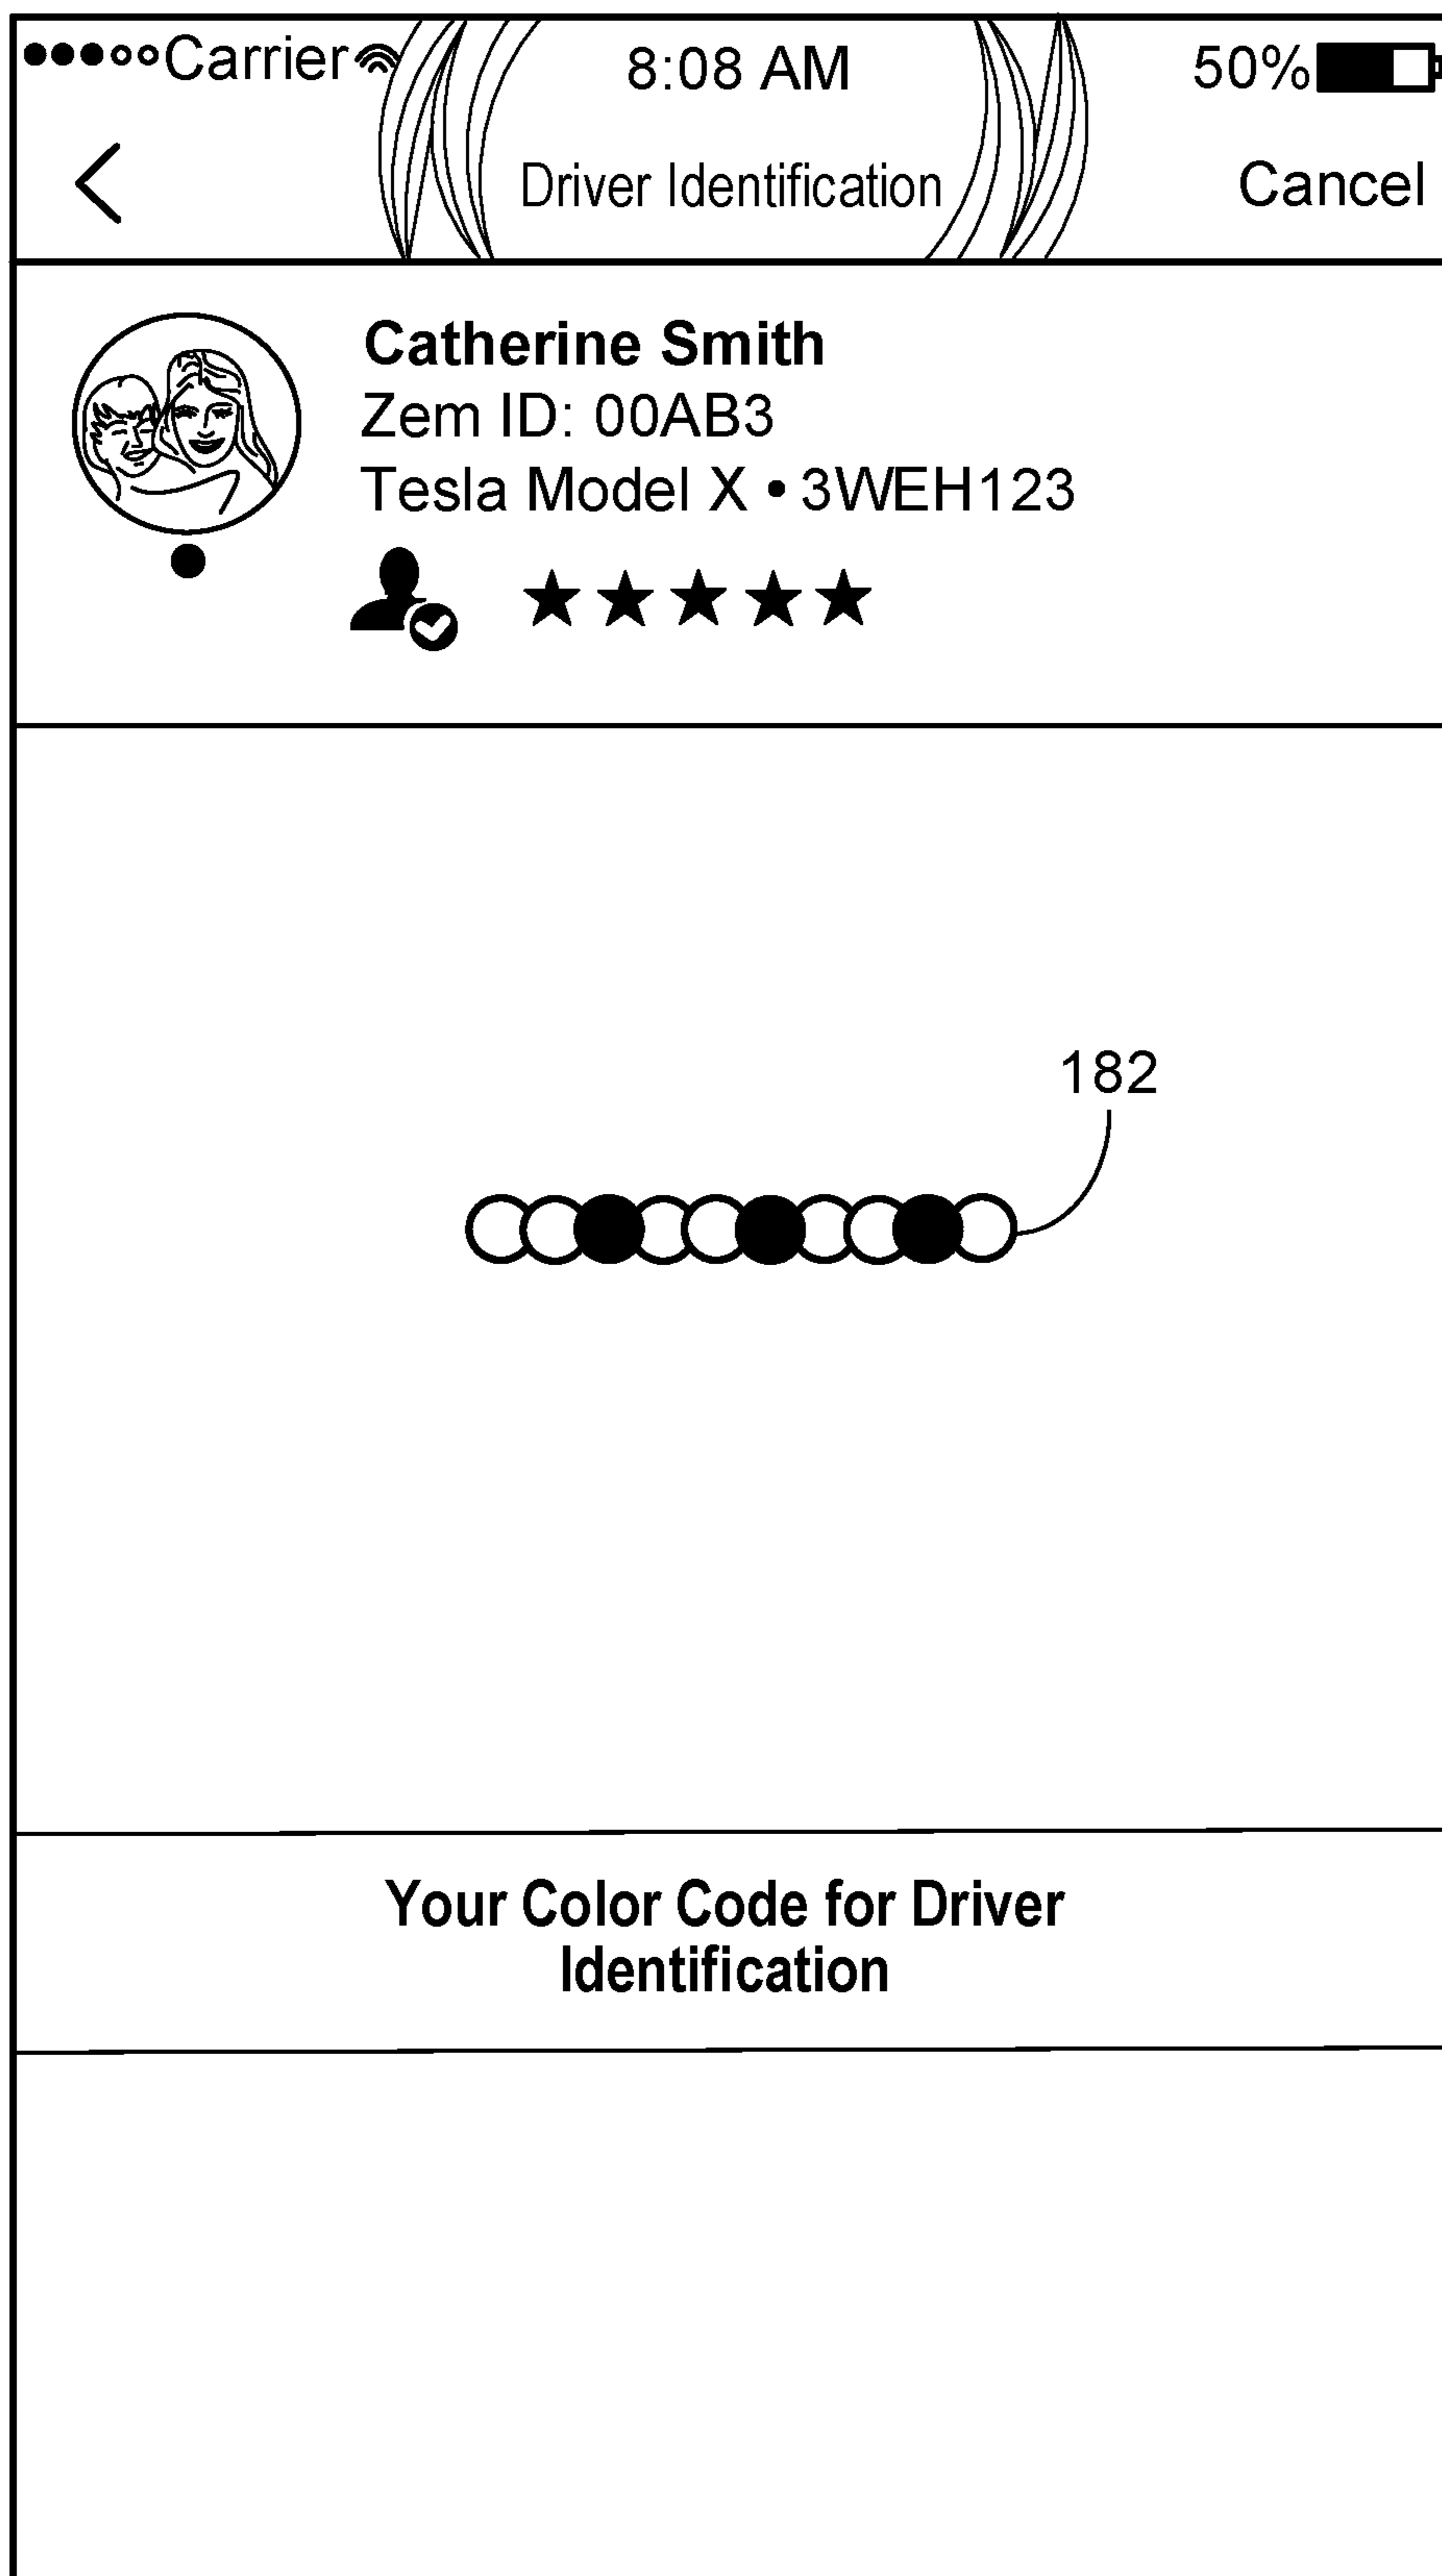 Carrier 8:08 AM 50%
Driver Identification Cancel
Catherine Smith
Zem ID: 00AB3
Tesla Model X • 3WEH123
182
Your Color Code for Driver
Identification